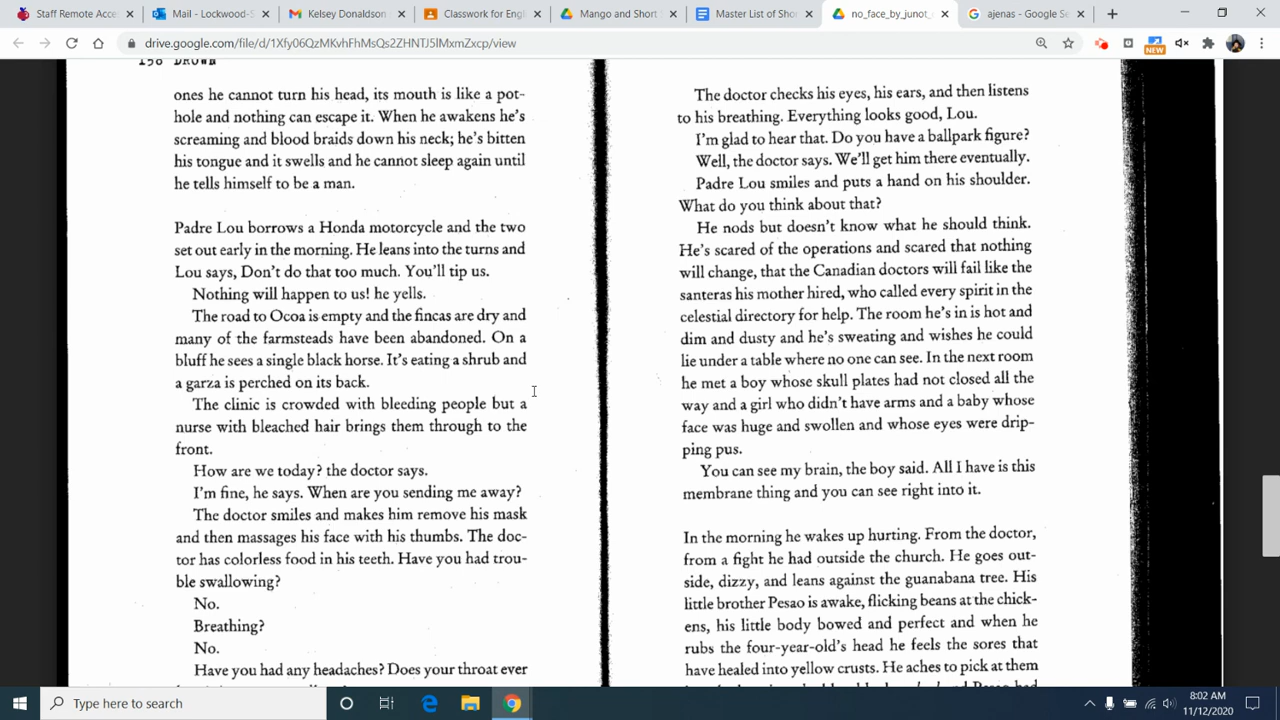 Staff Remote Acces
Mail - Lockwood-S
Kelsey Donaldson
Classwork for Engl
Mango and Short
Master List of Sho
no_face_by_junot_
ajenas - Google Se
drive.google.com/file/d/1Xfy06QzMKvhFhMsQs2ZHNTJ5lMxmZxcp/view
NEW
158 DROWN
ones he cannot turn his head, its mouth is like a pot-
hole and nothing can escape it. When he awakens he's
screaming and blood braids down his neck; he's bitten
his tongue and it swells and he cannot sleep again until
he tells himself to be a man.
Padre Lou borrows a Honda motorcycle and the two
set out early in the morning. He leans into the turns and
Lou says, Don't do that too much. You'll tip us.
Nothing will happen to us! he yells.
The road to Ocoa is empty and the fincas are dry and
many of the farmsteads have been abandoned. On a
bluff he sees a single black horse. It's eating a shrub and
a garza is perched on its back.
The clinic is crowded with bleeding people but a
nurse with bleached hair brings them through to the
front.
How are we today? the doctor says.
I'm fine, he says. When are you sending me away?
The doctor smiles and makes him remove his mask
and then massages his face with his thumbs. The doc-
tor has colorless food in his teeth. Have you had trou-
ble swallowing?
No.
Breathing?
No.
Have you had any headaches? Does your throat ever
The doctor checks his eyes, his ears, and then listens
to his breathing. Everything looks good, Lou.
I'm glad to hear that. Do you have a ballpark figure?
Well, the doctor says. We'll get him there eventually.
Padre Lou smiles and puts a hand on his shoulder.
What do you think about that?
He nods but doesn't know what he should think.
He's scared of the operations and scared that nothing
will change, that the Canadian doctors will fail like the
santeras his mother hired, who called every spirit in the
celestial directory for help. The room he's in is hot and
dim and dusty and he's sweating and wishes he could
lie under a table where no one can see. In the next room
he met a boy whose skull plates had not closed all the
way and a girl who didn't have arms and a baby whose
face was huge and swollen and whose eyes were drip-
ping pus.
You can see my brain, the boy said. All I have is this
membrane thing and you can see right into it.
In the morning he wakes up hurting. From the doctor,
from a fight he had outside the church. He goes out-
side, dizzy, and leans against the guanabana tree. His
little brother Pesao is awake, flicking beans at the chick-
ens, his little body bowed and perfect and when he
rubs the four-year-old's head he feels the sores that
have healed into yellow crusts. He aches to pick at them
Type here to search
8:02 AM
11/12/2020